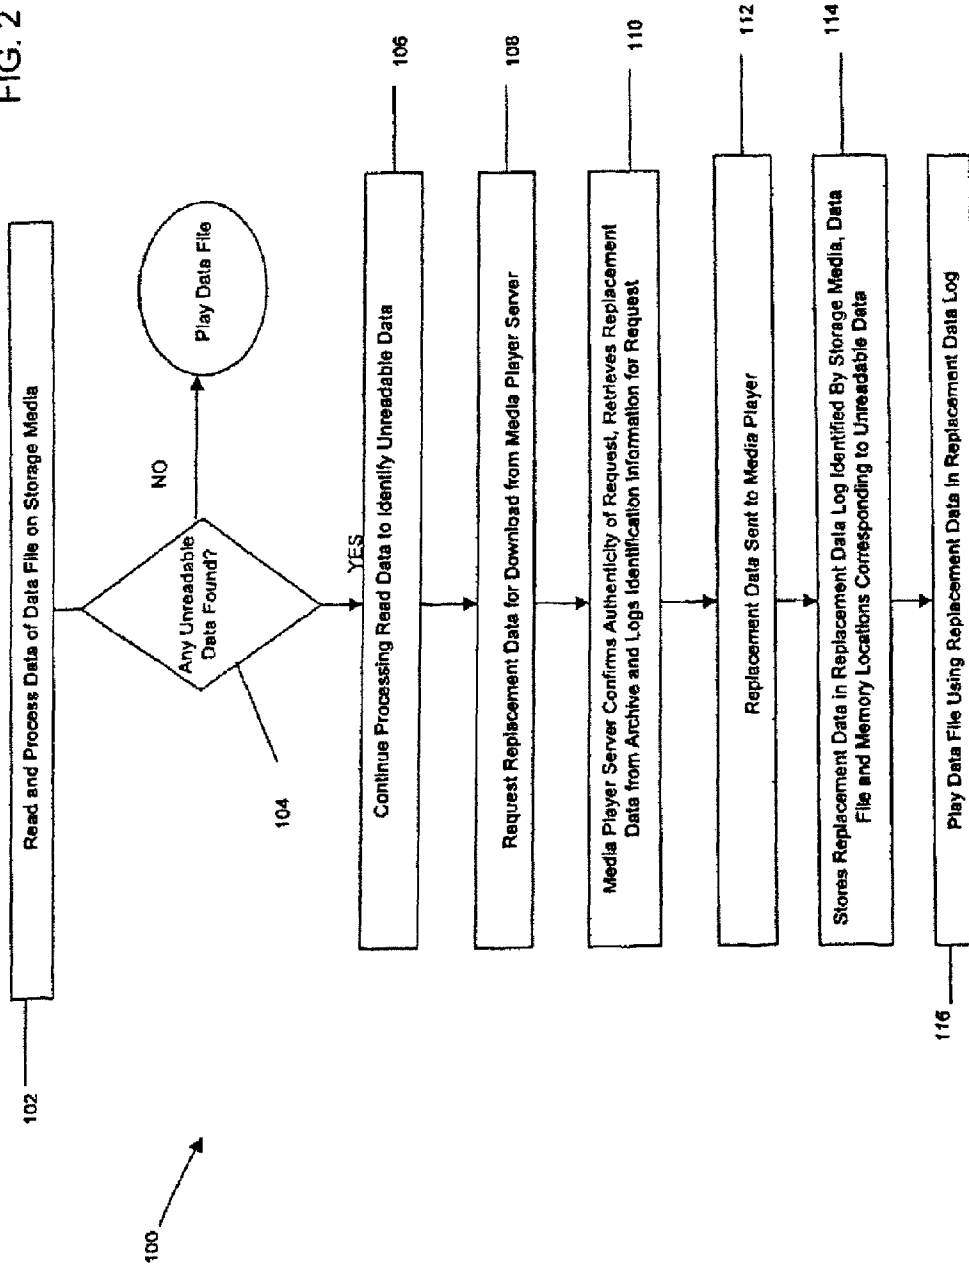 FIG. 2
100
102
Read and Process Data of Data File on Storage Media
Any Unreadable
Data Found?
104
NO
Play Data File
YES
Continue Processing Read Data to Identify Unreadable Data
106
Request Replacement Data for Download from Media Player Server
108
Media Player Server Confirms Authenticity of Request, Retrieves Replacement
Data from Archive and Logs Identification Information for Request
110
Replacement Data Sent to Media Player
112
Stores Replacement Data in Replacement Data Log Identified By Storage Media, Data
File and Memory Locations Corresponding to Unreadable Data
114
Play Data File Using Replacement Data in Replacement Data Log
116